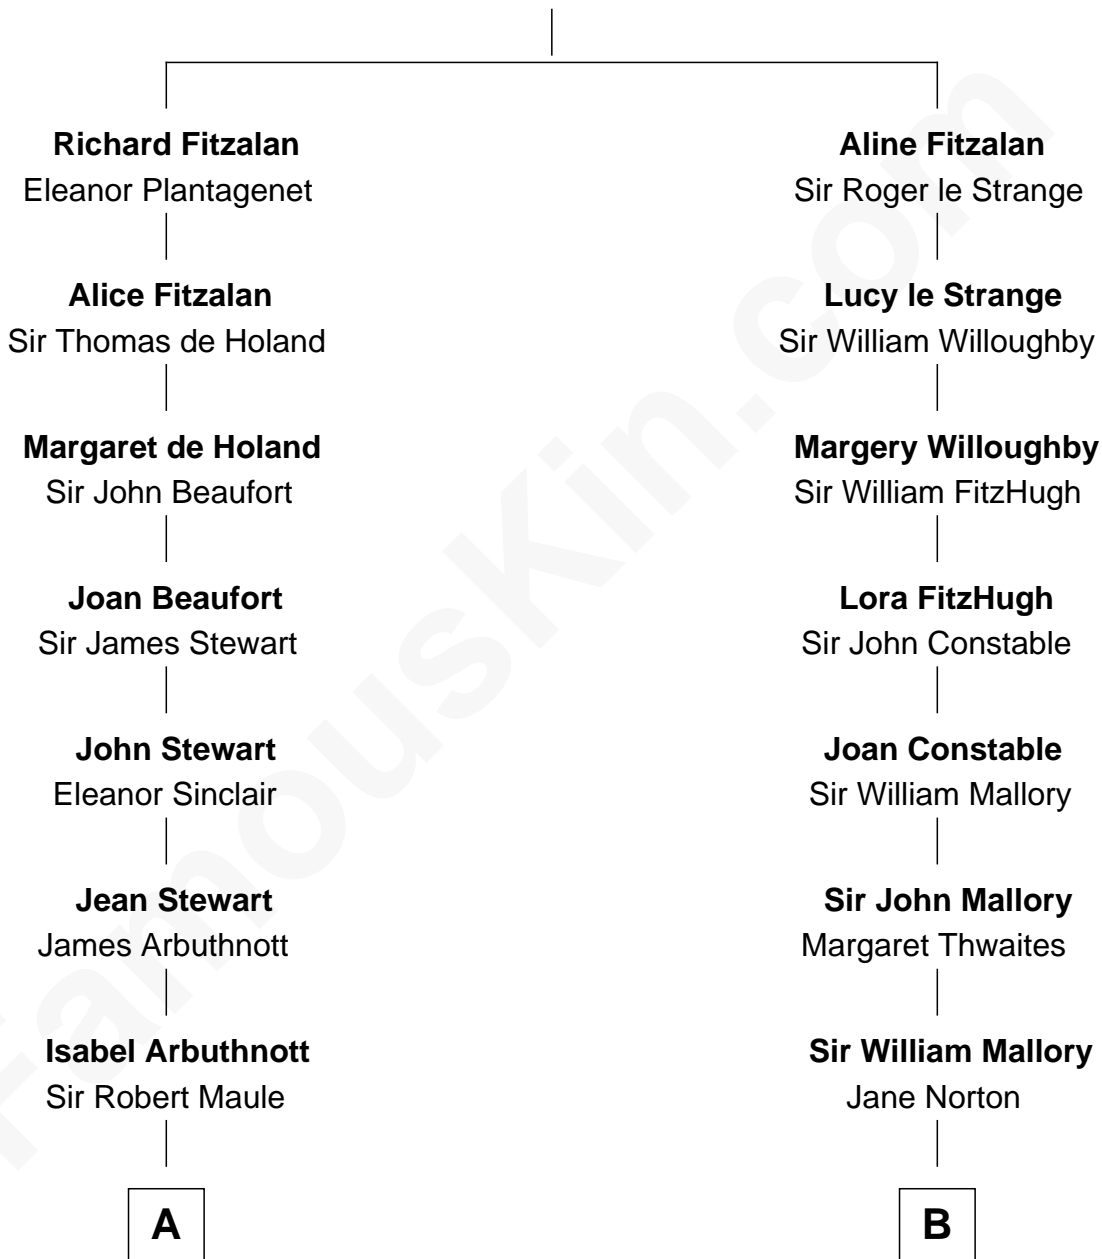 Richard Fitzalan
Eleanor Plantagenet
Alice Fitzalan
Sir Thomas de Holand
Margaret de Holand
Sir John Beaufort
Joan Beaufort
Sir James Stewart
John Stewart
Eleanor Sinclair
Jean Stewart
James Arbuthnott
Isabel Arbuthnott
Sir Robert Maule
A
Aline Fitzalan
Sir Roger le Strange
Lucy le Strange
Sir William Willoughby
Margery Willoughby
Sir William FitzHugh
Lora FitzHugh
Sir John Constable
Joan Constable
Sir William Mallory
Sir John Mallory
Margaret Thwaites
Sir William Mallory
Jane Norton
B
FamousKin.com